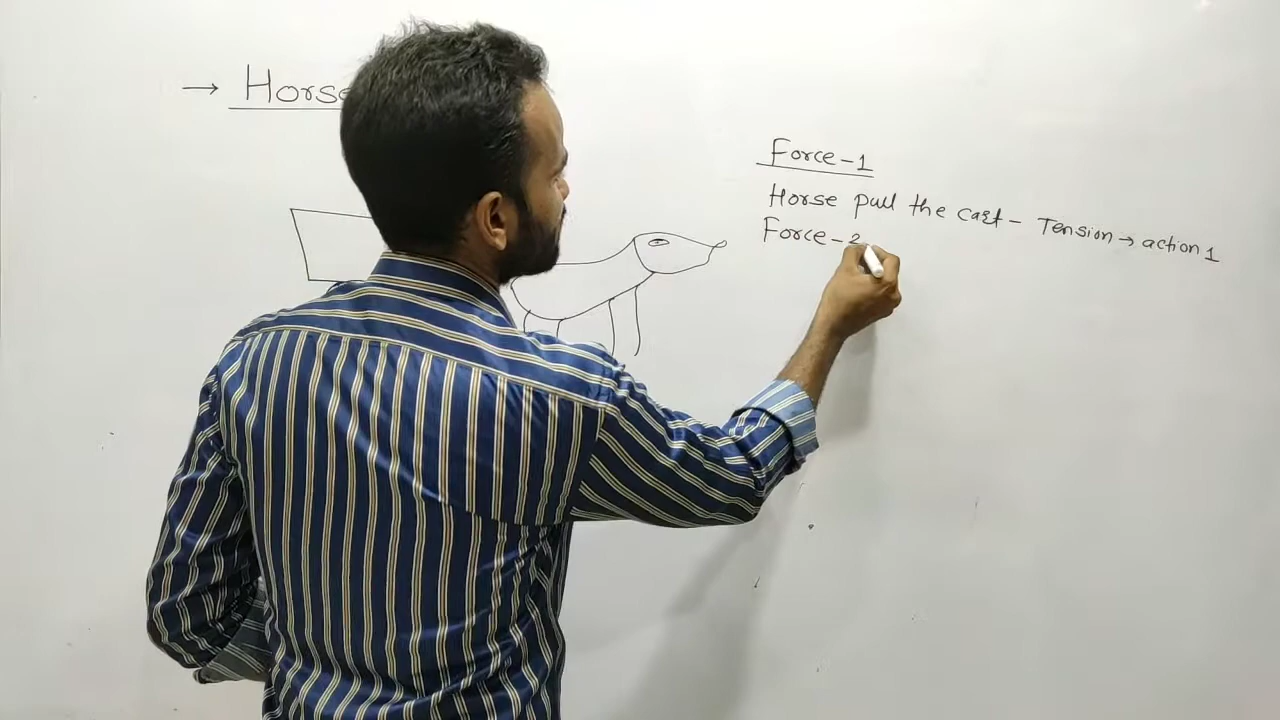 → Horse
Force-1
Horse pull the cart - Tension → action 1
Force-2